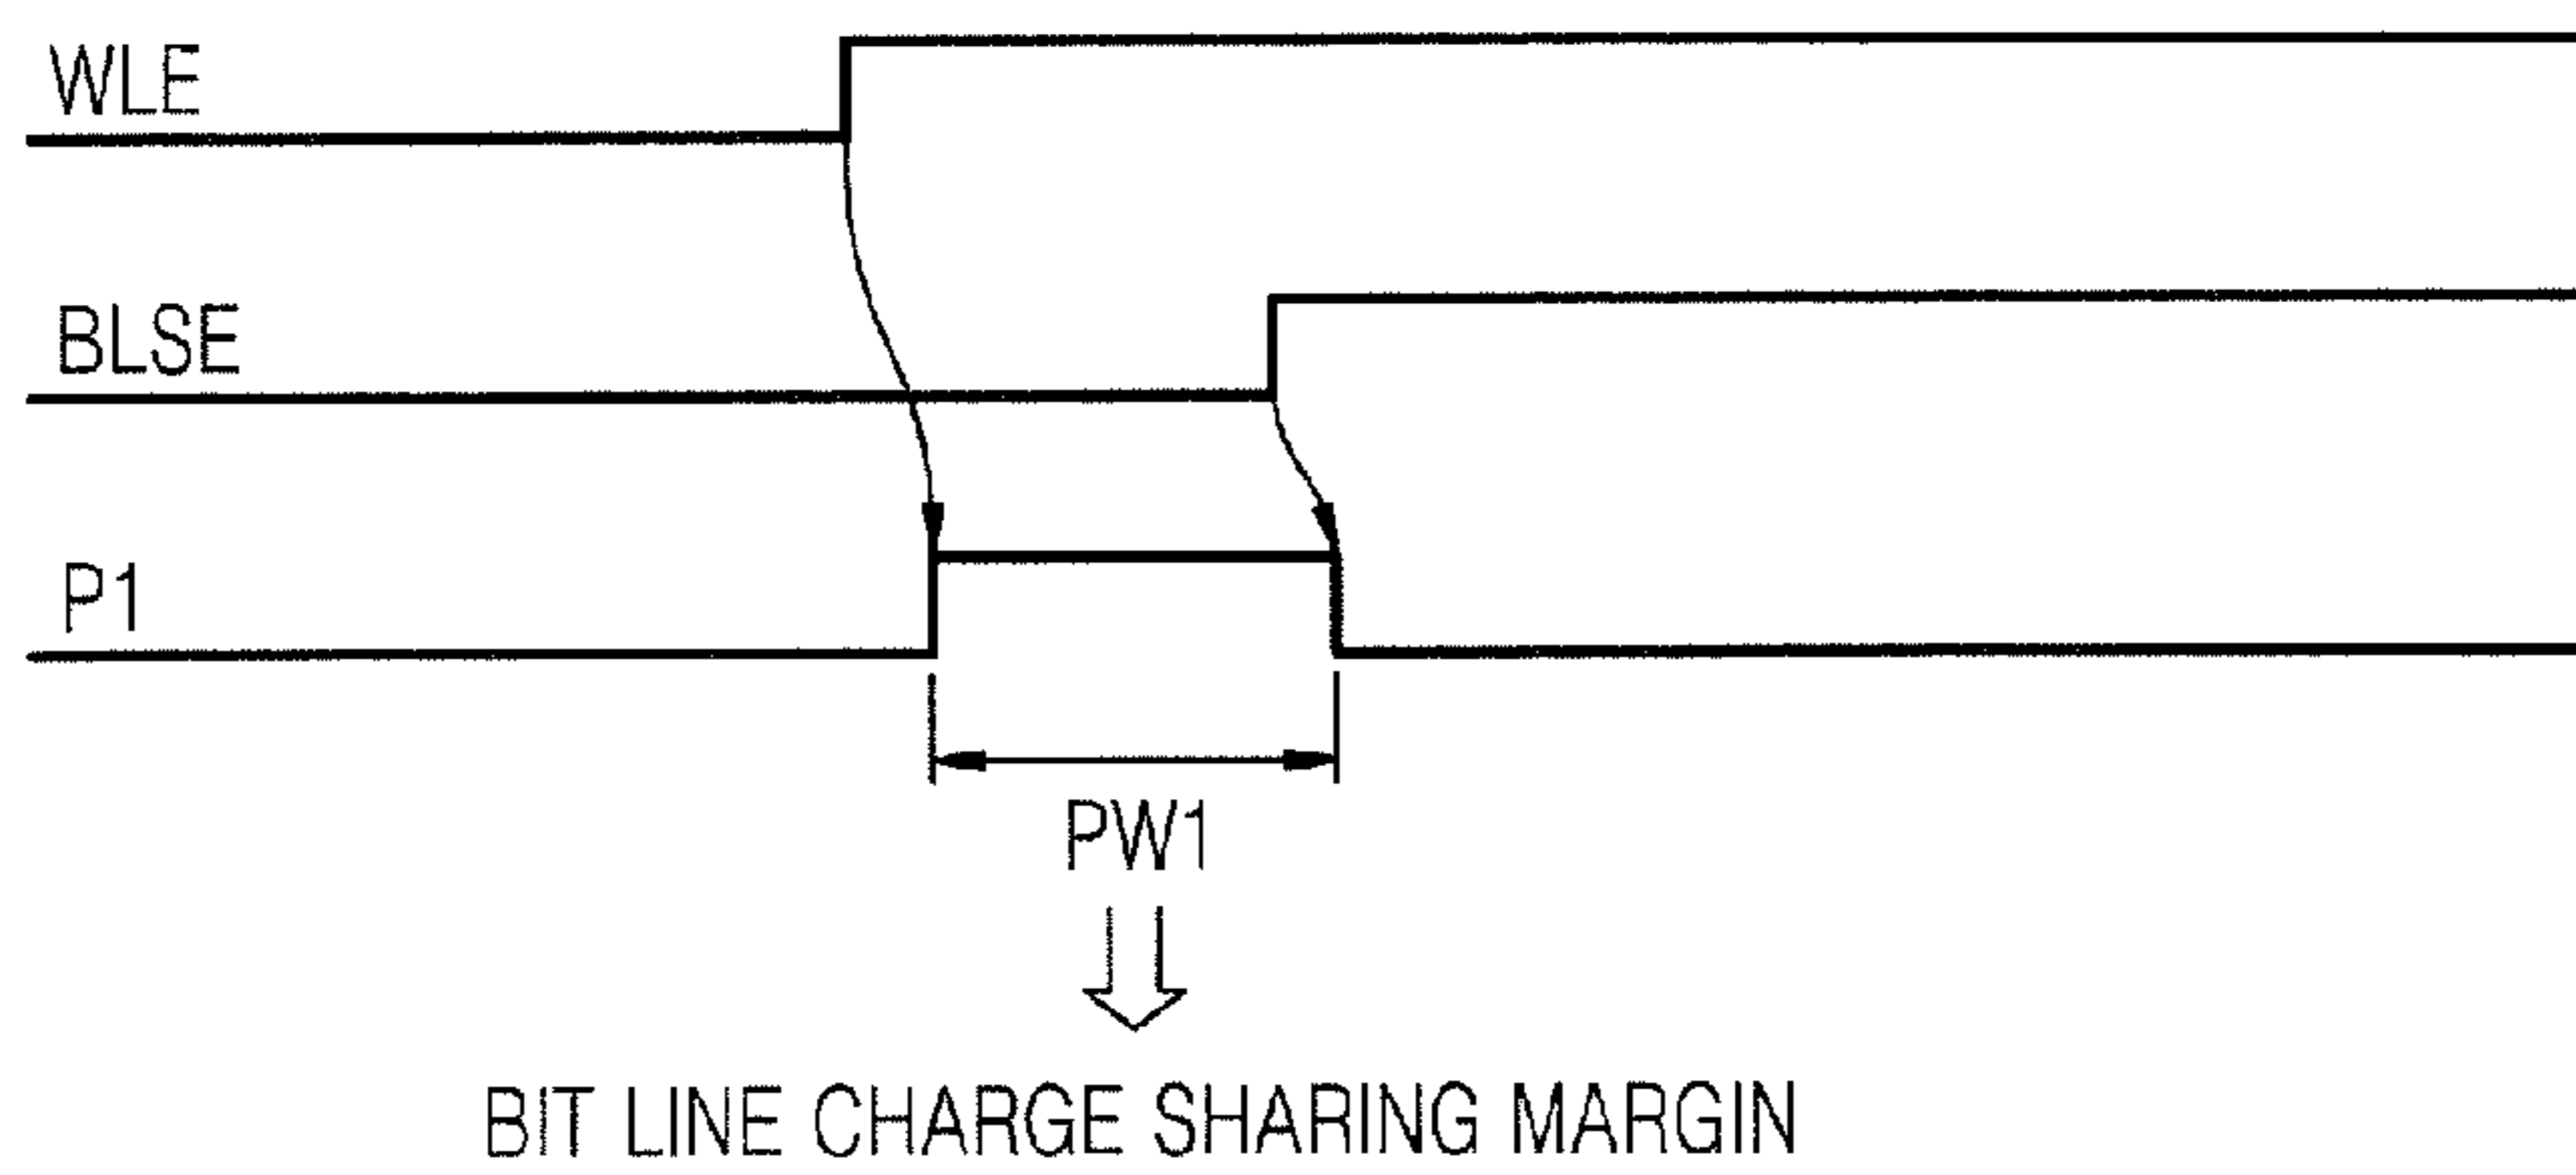 WLE
BLSE
P1
PW1
BIT LINE CHARGE SHARING MARGIN